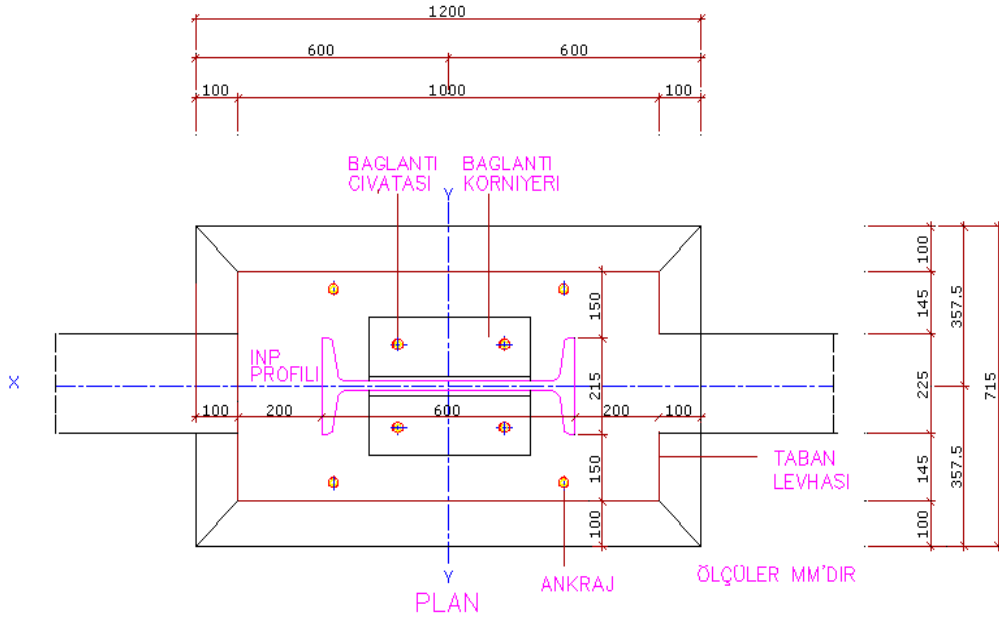 1200
600 600
100 1000 100
BAGLANTI CIVATASI
BAGLANTI KORNIYERI
Y
X
INP PROFILI
100 200 600 200 100
150
215
150
100
100
145
225
145
100
357.5
357.5
715
TABAN LEVHASI
ANKRAJ
Y
PLAN
ÖLÇÜLER MM'DIR